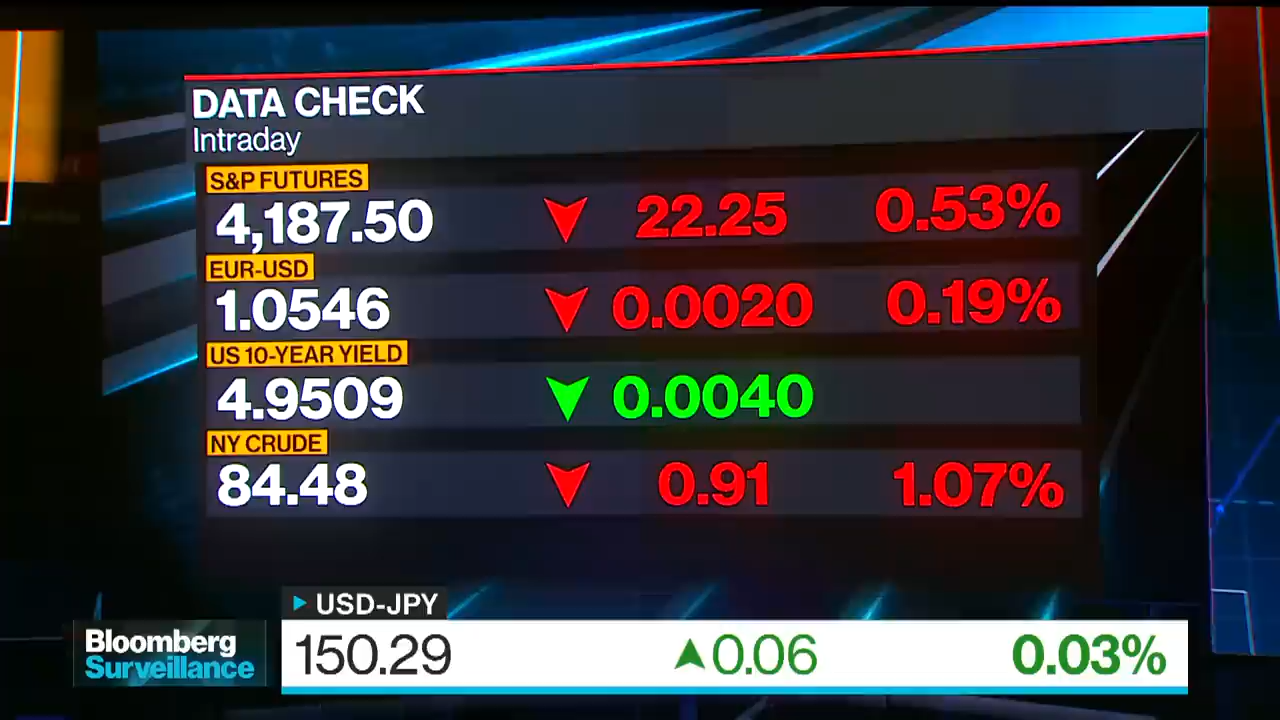 DATA CHECK
Intraday
S&P FUTURES
4,187.50 ▼ 22.25 0.53%
EUR-USD
1.0546 ▼ 0.0020 0.19%
US 10-YEAR YIELD
4.9509 ▼ 0.0040
NY CRUDE
84.48 ▼ 0.91 1.07%
USD-JPY
Bloomberg
Surveillance
150.29 ▲ 0.06 0.03%